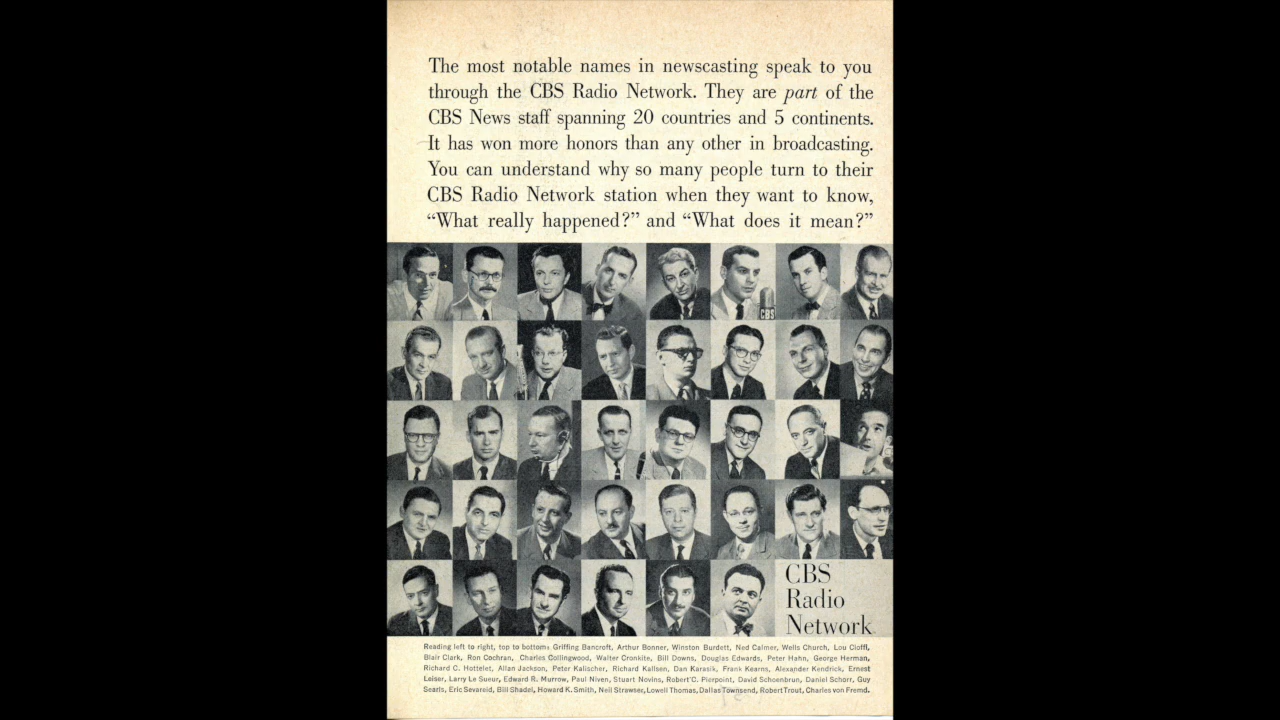 The most notable names in newscasting speak to you
through the CBS Radio Network. They are part of the
CBS News staff spanning 20 countries and 5 continents.
It has won more honors than any other in broadcasting.
You can understand why so many people turn to their
CBS Radio Network station when they want to know,
“What really happened?” and “What does it mean?”
CBS
CBS
Radio
Network
Reading left to right, top to bottom: Griffing Bancroft, Arthur Bonner, Winston Burdett, Ned Calmer, Wells Church, Lou Cioffi,
Blair Clark, Ron Cochran, Charles Collingwood, Walter Cronkite, Bill Downs, Douglas Edwards, Peter Hahn, George Herman,
Richard C. Hottelet, Allan Jackson, Peter Kalischer, Richard Kallsen, Dan Karasik, Frank Kearns, Alexander Kendrick, Ernest
Leiser, Larry Le Sueur, Edward R. Murrow, Paul Niven, Stuart Novins, Robert C. Pierpoint, David Schoenbrun, Daniel Schorr, Guy
Searls, Eric Sevareid, Bill Shadel, Howard K. Smith, Neil Strawser, Lowell Thomas, Dallas Townsend, Robert Trout, Charles von Fremd.